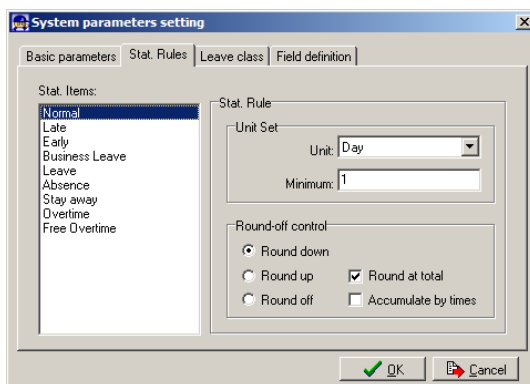 System parameters setting
Basic parameters
Stat. Rules
Leave class
Field definition
Stat. Items:
Normal
Late
Early
Business Leave
Leave
Absence
Stay away
Overtime
Free Overtime
Stat. Rule
Unit Set
Unit: Day
Minimum: 1
Round-off control
Round down
Round up
Round at total
Round off
Accumulate by times
OK
Cancel